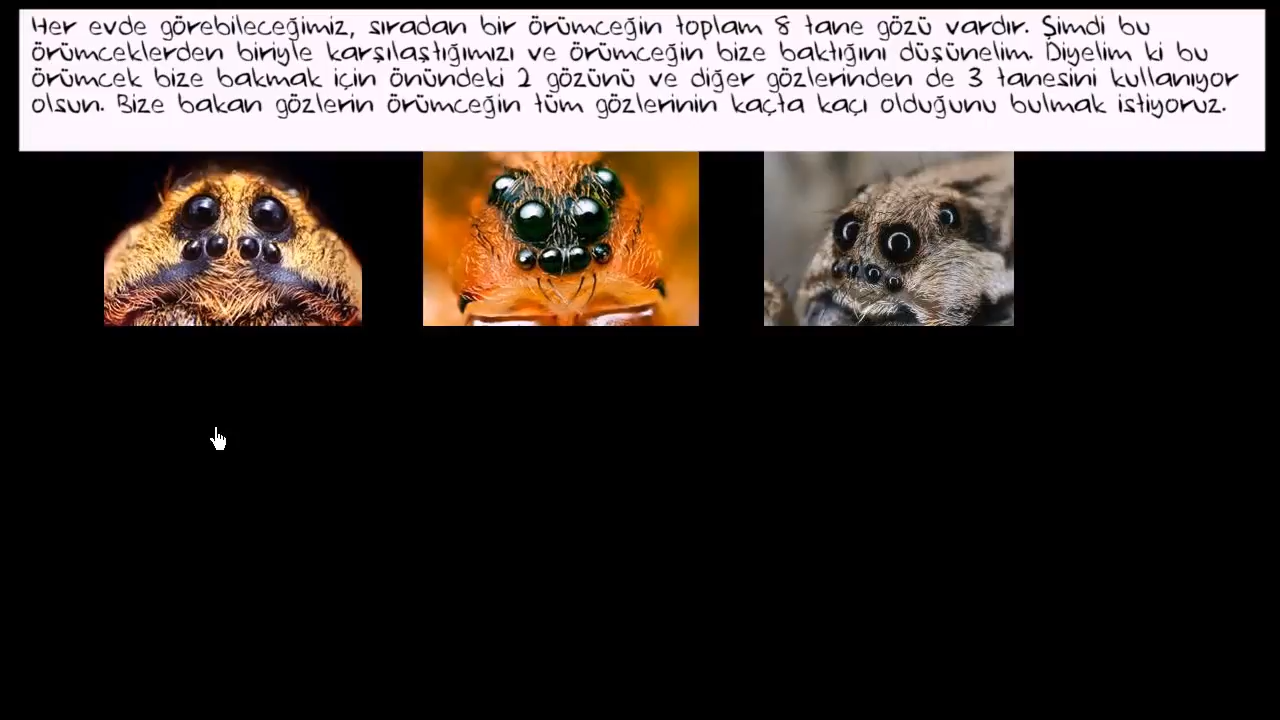 Her evde görebileceğimiz, sıradan bir örümceğin toplam 8 tane gözü vardır. Şimdi bu
örümceklerden biriyle karşılaştığımızı ve örümceğin bize baktığını düşünelim. Diyelim ki bu
örümcek bize bakmak için önündeki 2 gözünü ve diğer gözlerinden de 3 tanesini kullanıyor
olsun. Bize bakan gözlerin örümceğin tüm gözlerinin kaçta kaçı olduğunu bulmak istiyoruz.